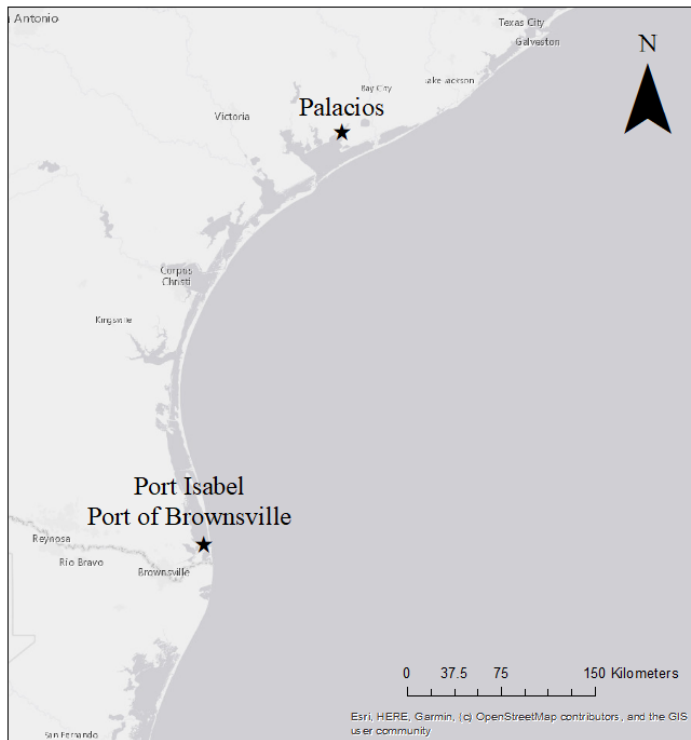 n Antonio
Texas City
Galveston
N
Lake Jackson
Bay City
Palacios
Victoria
Corpus
Christi
Kingsville
Port Isabel
Port of Brownsville
Reynosa
Río Bravo
Brownsville
0 37.5 75 150 Kilometers
Esri, HERE, Garmin, (c) OpenStreetMap contributors, and the GIS
user community
San Fernando